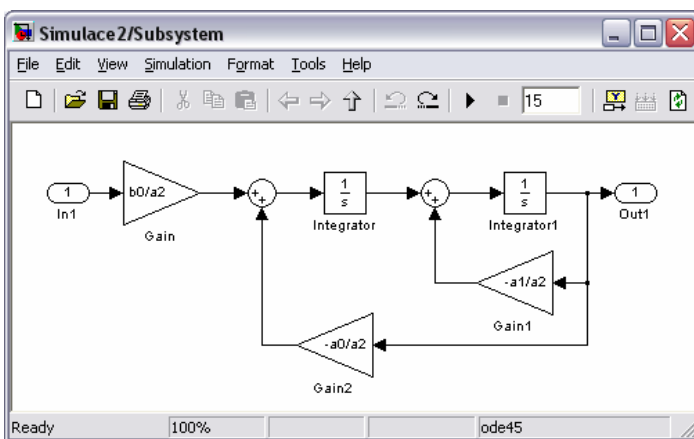 Simulace2/Subsystem
File Edit View Simulation Format Tools Help
15
1
In1
b0/a2
Gain
+
+
1
s
Integrator
+
+
1
s
Integrator1
1
Out1
-a1/a2
Gain1
-a0/a2
Gain2
Ready 100% ode45